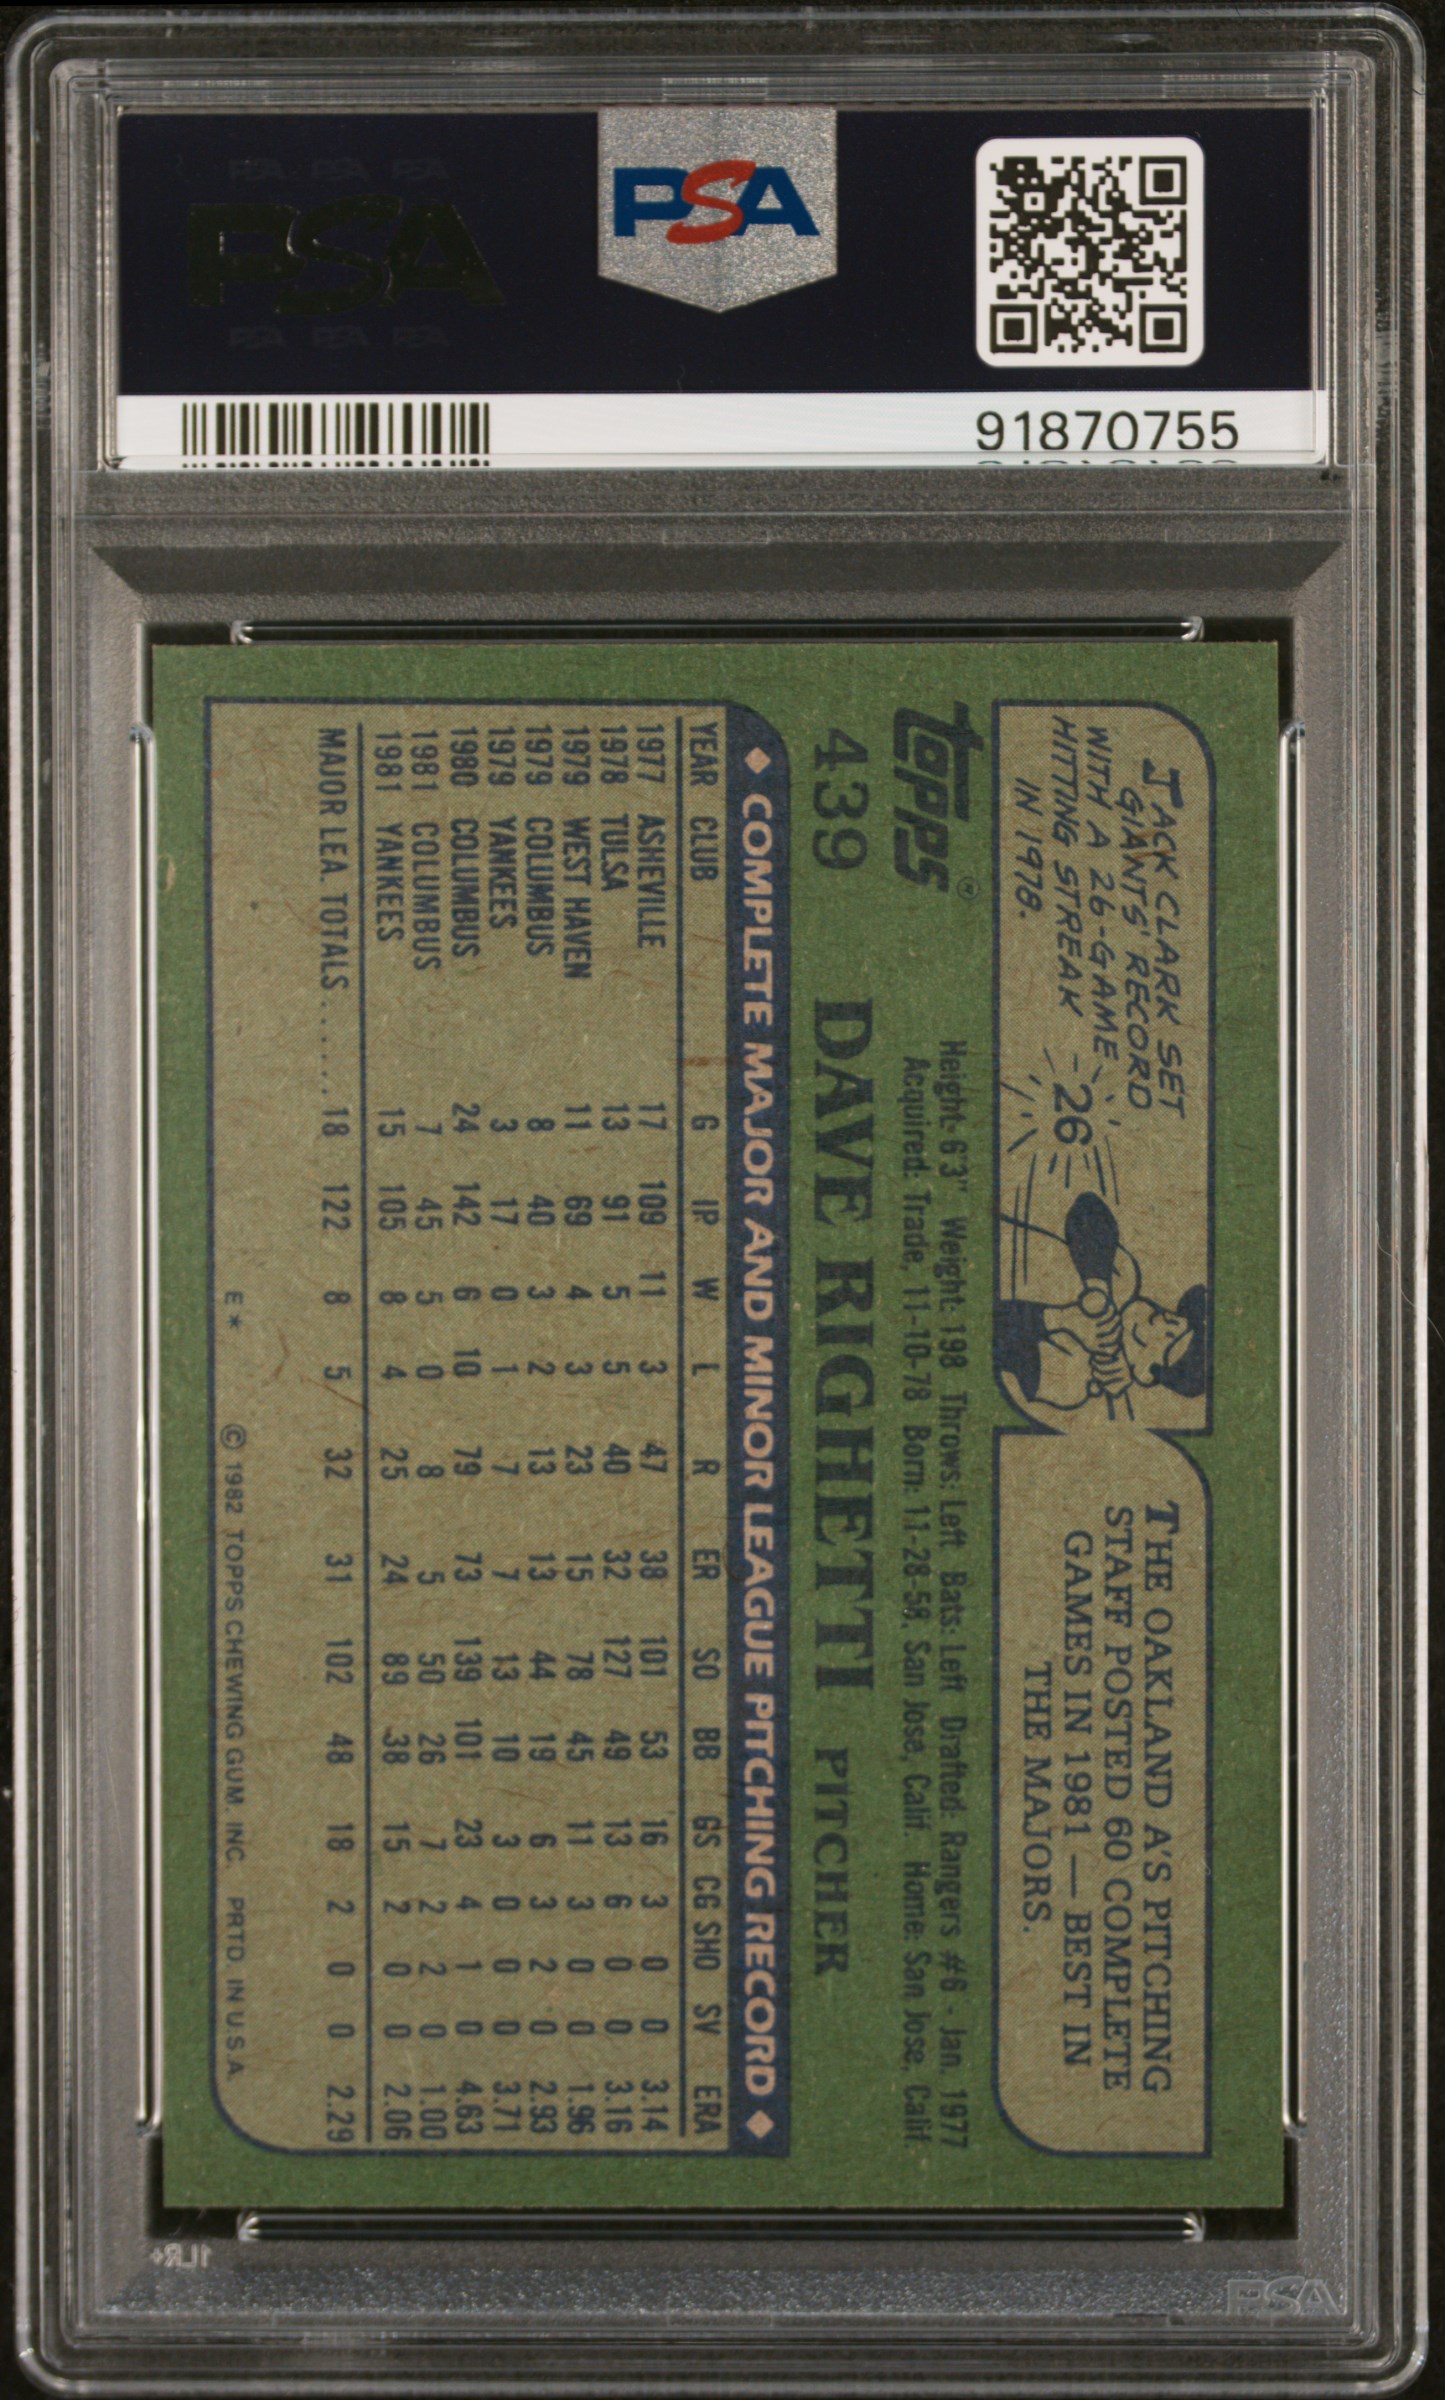 PSA PSA PSA
PSA
PSA PSA PSA
PSA
91870755
JACK CLARK SET
GIANTS' RECORD
WITH A 26-GAME
HITTING STREAK
IN 1978.
26
THE OAKLAND A'S PITCHING
STAFF POSTED 60 COMPLETE
GAMES IN 1981 — BEST IN
THE MAJORS.
Topps®
Height: 6'3" Weight: 198 Throws: Left Bats: Left Drafted: Rangers #6 - Jan. 1977
Acquired: Trade, 11-10-78 Born: 11-28-58, San Jose, Calif. Home: San Jose, Calif.
439 DAVE RIGHETTI PITCHER
◆ COMPLETE MAJOR AND MINOR LEAGUE PITCHING RECORD ◆
YEAR CLUB G IP W L R ER SO BB GS CG SHO SV ERA
1977 ASHEVILLE 17 109 11 3 47 38 101 53 16 3 0 0 3.14
1978 TULSA 13 91 5 5 40 32 127 49 13 6 0 0 3.16
1979 WEST HAVEN 11 69 4 3 23 15 78 45 11 3 0 0 1.96
1979 COLUMBUS 8 40 3 2 13 13 44 19 6 3 2 0 2.93
1979 YANKEES 3 17 0 1 7 7 13 10 3 0 0 0 3.71
1980 COLUMBUS 24 142 6 10 79 73 139 101 23 4 1 0 4.63
1981 COLUMBUS 7 45 5 0 8 5 50 26 7 2 2 0 1.00
1981 YANKEES 15 105 8 4 25 24 89 38 15 2 0 0 2.06
MAJOR LEA. TOTALS...... 18 122 8 5 32 31 102 48 18 2 0 0 2.29
E* © 1982 TOPPS CHEWING GUM. INC. PRTD. IN U.S.A.
1LR+
PSA